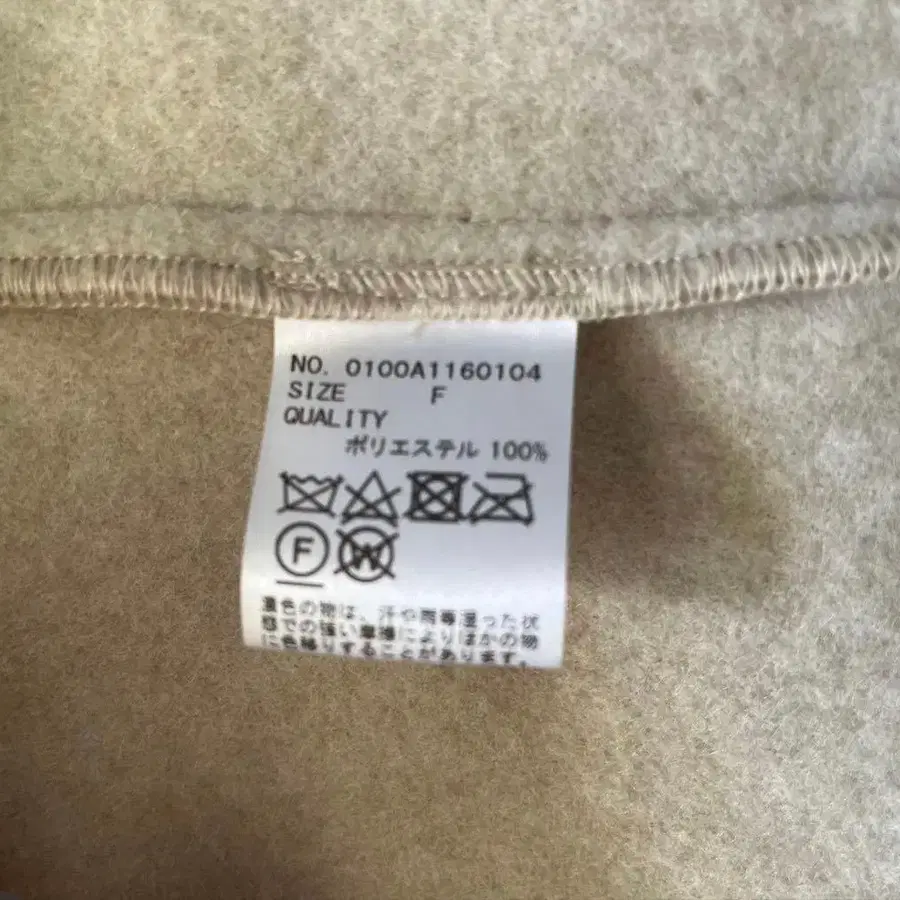 NO. 0100A1160104
SIZE F
QUALITY
ポリエステル 100%
F W
濃色の物は、汗や雨等湿った状
態での強い摩擦によりほかの物
に色移りすることがあります。